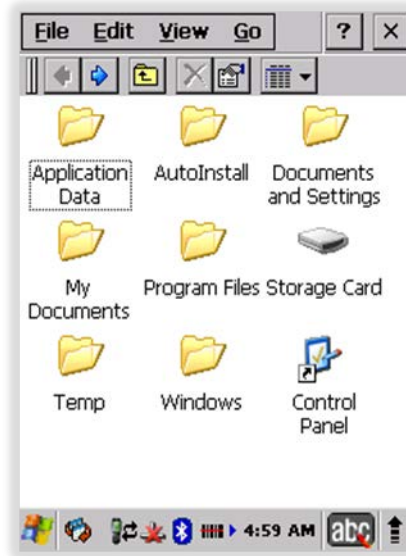 File Edit View Go ? ×
Application Data
AutoInstall
Documents and Settings
My Documents
Program Files
Storage Card
Temp
Windows
Control Panel
4:59 AM abc